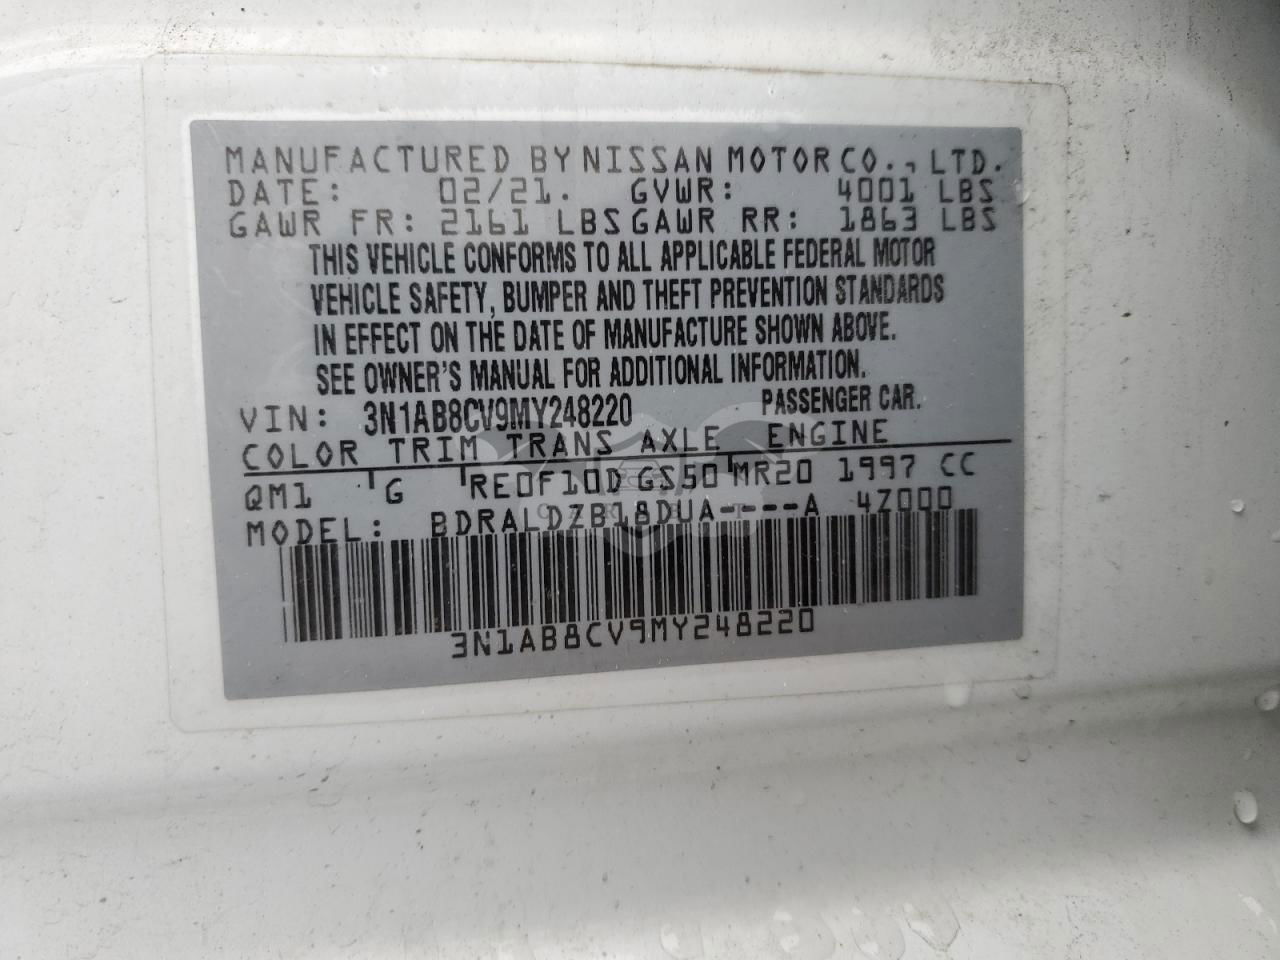 MANUFACTURED BY NISSAN MOTOR CO., LTD.
DATE: 02/21. GVWR: 4001 LBS
GAWR FR: 2161 LBS GAWR RR: 1863 LBS
THIS VEHICLE CONFORMS TO ALL APPLICABLE FEDERAL MOTOR
VEHICLE SAFETY, BUMPER AND THEFT PREVENTION STANDARDS
IN EFFECT ON THE DATE OF MANUFACTURE SHOWN ABOVE.
SEE OWNER'S MANUAL FOR ADDITIONAL INFORMATION.
VIN: 3N1AB8CV9MY248220 PASSENGER CAR.
COLOR TRIM TRANS AXLE ENGINE
QM1 G RE0F10D GS50 MR20 1997 CC
MODEL: BDRALDZB18DUA----A 4Z000
3N1AB8CV9MY248220